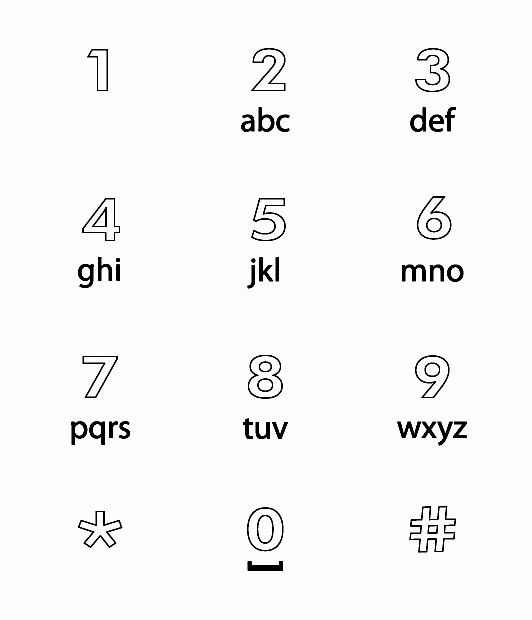 1 2 3
abc def
4 5 6
ghi jkl mno
7 8 9
pqrs tuv wxyz
* 0 #